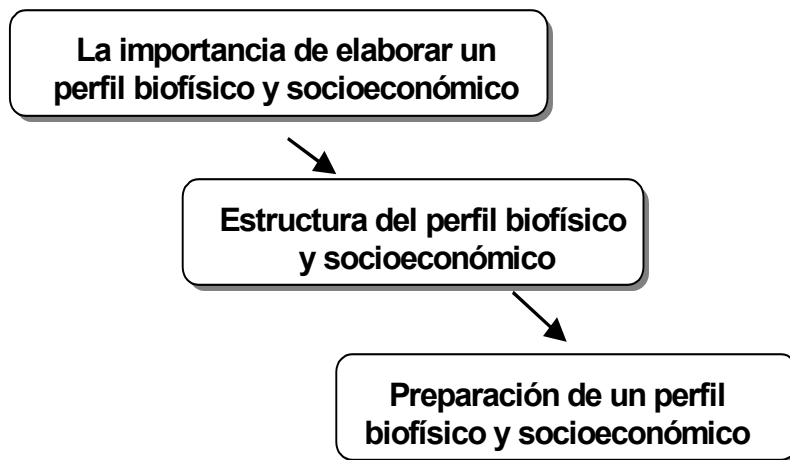 La importancia de elaborar un
perfil biofísico y socioeconómico
Estructura del perfil biofísico
y socioeconómico
Preparación de un perfil
biofísico y socioeconómico